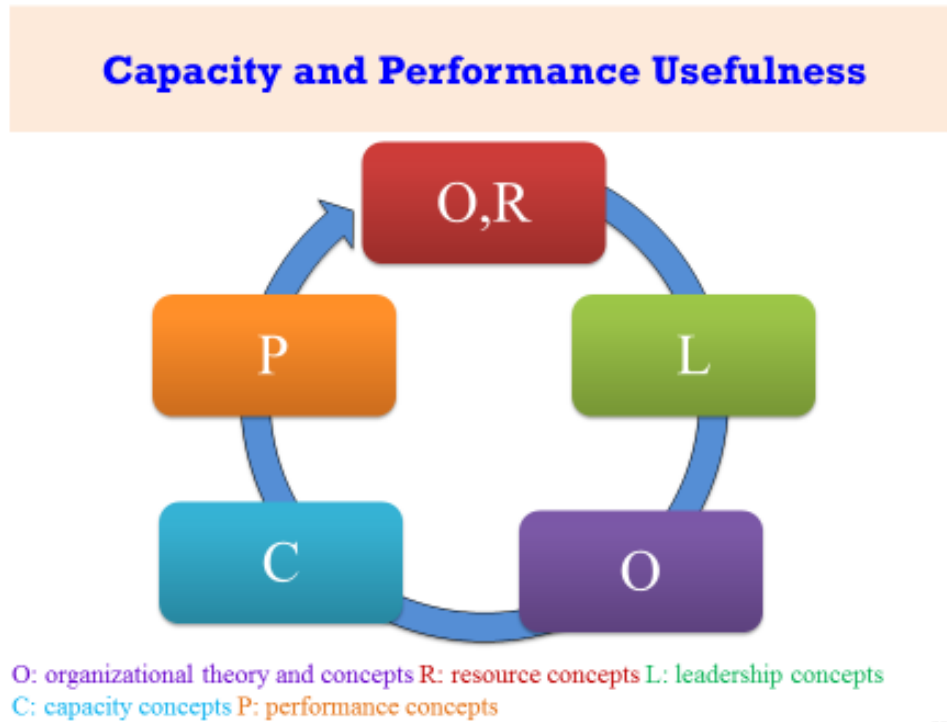 Capacity and Performance Usefulness
O,R
P
L
C
O
O: organizational theory and concepts R: resource concepts L: leadership concepts
C: capacity concepts P: performance concepts